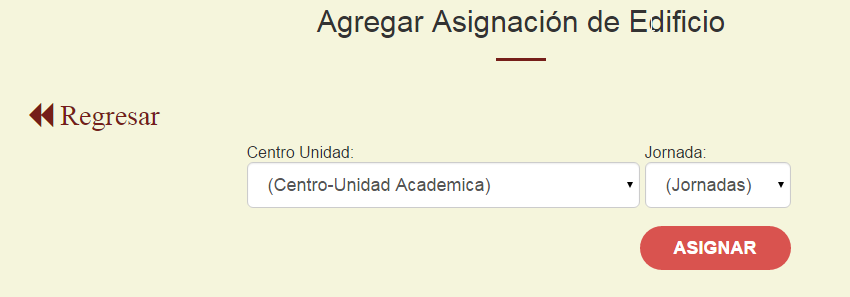 Agregar Asignación de Edificio
Regresar
Centro Unidad: Jornada:
(Centro-Unidad Academica) (Jornadas)
ASIGNAR